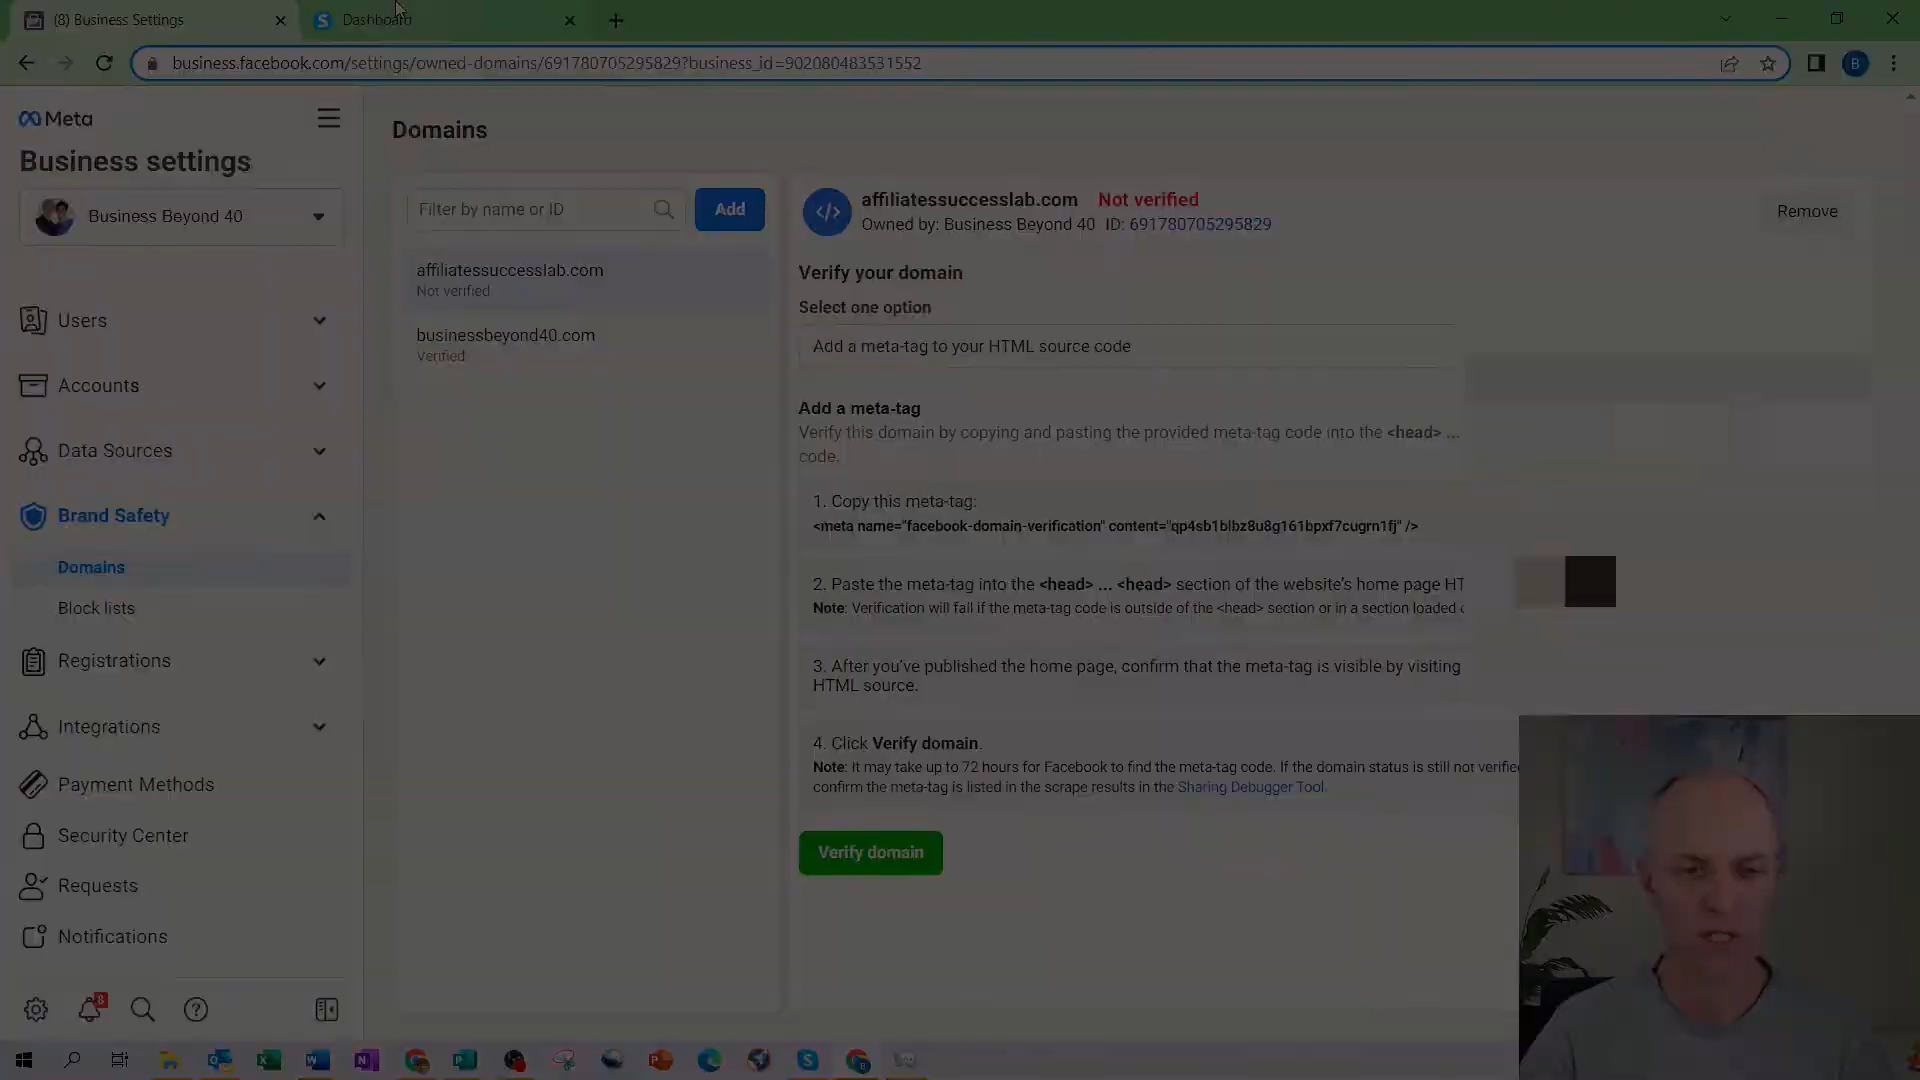 (8) Business Settings
Dashboard
business.facebook.com/settings/owned-domains/691780705295829?business_id=902080483531552
B
Meta
Business settings
Business Beyond 40
Users
Accounts
Data Sources
Brand Safety
Domains
Block lists
Registrations
Integrations
Payment Methods
Security Center
Requests
Notifications
8
Domains
Filter by name or ID
Add
affiliatessuccesslab.com
Not verified
businessbeyond40.com
Verified
affiliatessuccesslab.com Not verified
Owned by: Business Beyond 40 ID: 691780705295829
Remove
Verify your domain
Select one option
Add a meta-tag to your HTML source code
Add a meta-tag
Verify this domain by copying and pasting the provided meta-tag code into the <head> ...
code.
1. Copy this meta-tag:
<meta name="facebook-domain-verification" content="qp4sb1blbz8u8g161bpxf7cugrn1fj" />
2. Paste the meta-tag into the <head> ... <head> section of the website's home page HT
Note: Verification will fail if the meta-tag code is outside of the <head> section or in a section loaded
3. After you've published the home page, confirm that the meta-tag is visible by visiting
HTML source.
4. Click Verify domain.
Note: It may take up to 72 hours for Facebook to find the meta-tag code. If the domain status is still not verifie
confirm the meta-tag is listed in the scrape results in the Sharing Debugger Tool.
Verify domain